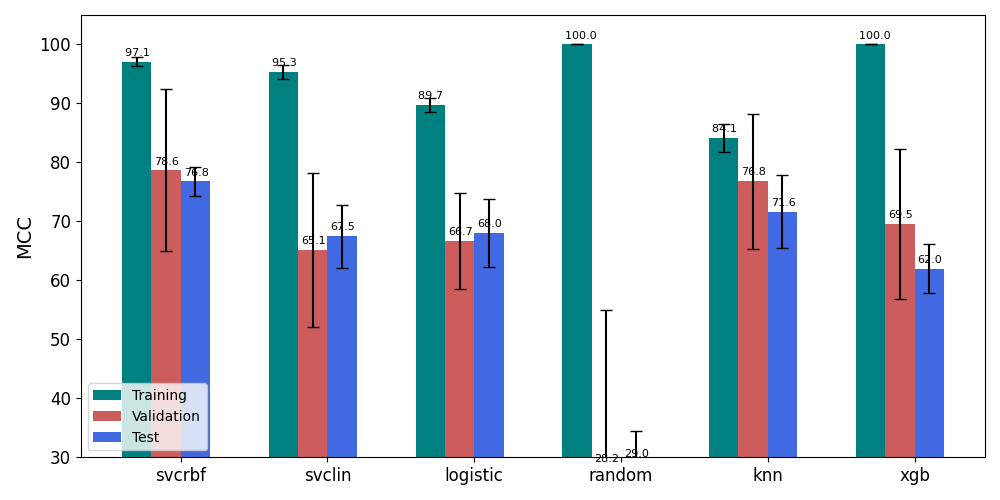 MCC
100
90
80
70
60
50
40
30
97.1
78.6
76.8
95.3
65.1
67.5
89.7
66.7
68.0
100.0
28.2
29.0
84.1
76.8
71.6
100.0
69.5
62.0
Training
Validation
Test
svcrbf
svclin
logistic
random
knn
xgb